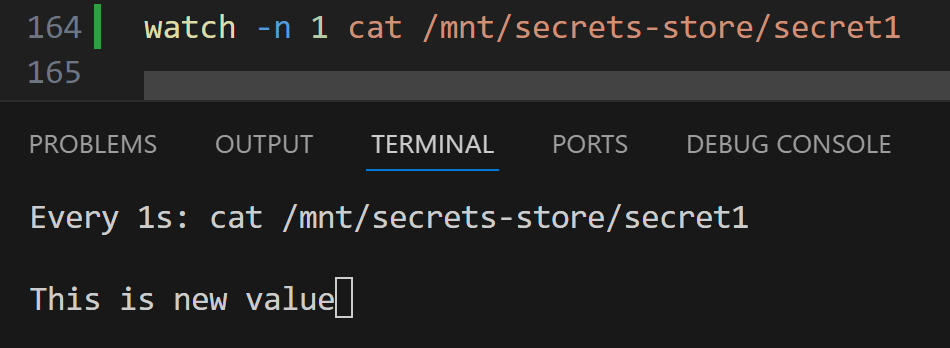 164 watch -n 1 cat /mnt/secrets-store/secret1
165
PROBLEMS OUTPUT TERMINAL PORTS DEBUG CONSOLE
Every 1s: cat /mnt/secrets-store/secret1
This is new value